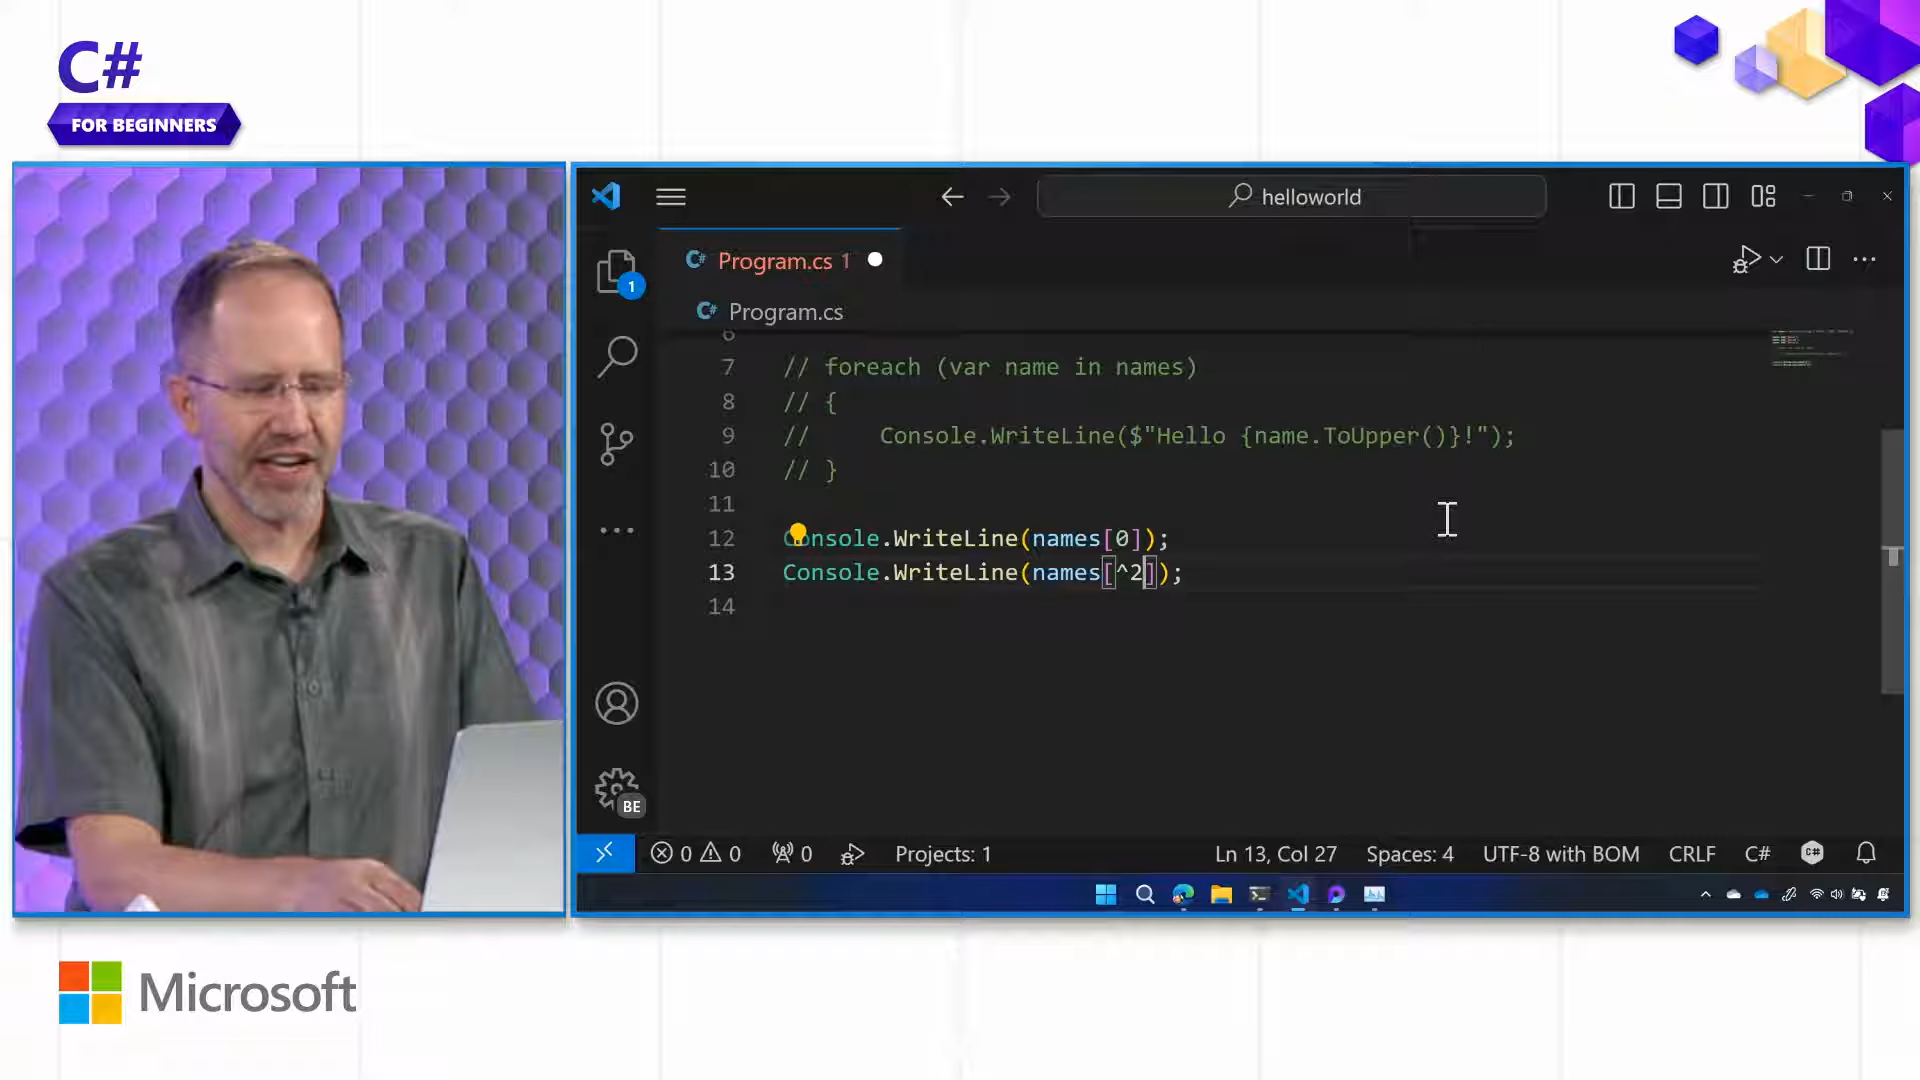 C#
FOR BEGINNERS
helloworld
C# Program.cs 1
C# Program.cs
6
7 // foreach (var name in names)
8 // {
9 //     Console.WriteLine($"Hello {name.ToUpper()}!");
10 // }
11
12 Console.WriteLine(names[0]);
13 Console.WriteLine(names[^2]);
14
1
BE
0 0 0 Projects: 1 Ln 13, Col 27 Spaces: 4 UTF-8 with BOM CRLF C#
Microsoft